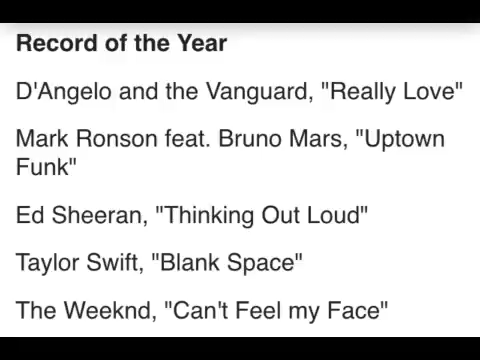 Record of the Year
D'Angelo and the Vanguard, "Really Love"
Mark Ronson feat. Bruno Mars, "Uptown
Funk"
Ed Sheeran, "Thinking Out Loud"
Taylor Swift, "Blank Space"
The Weeknd, "Can't Feel my Face"